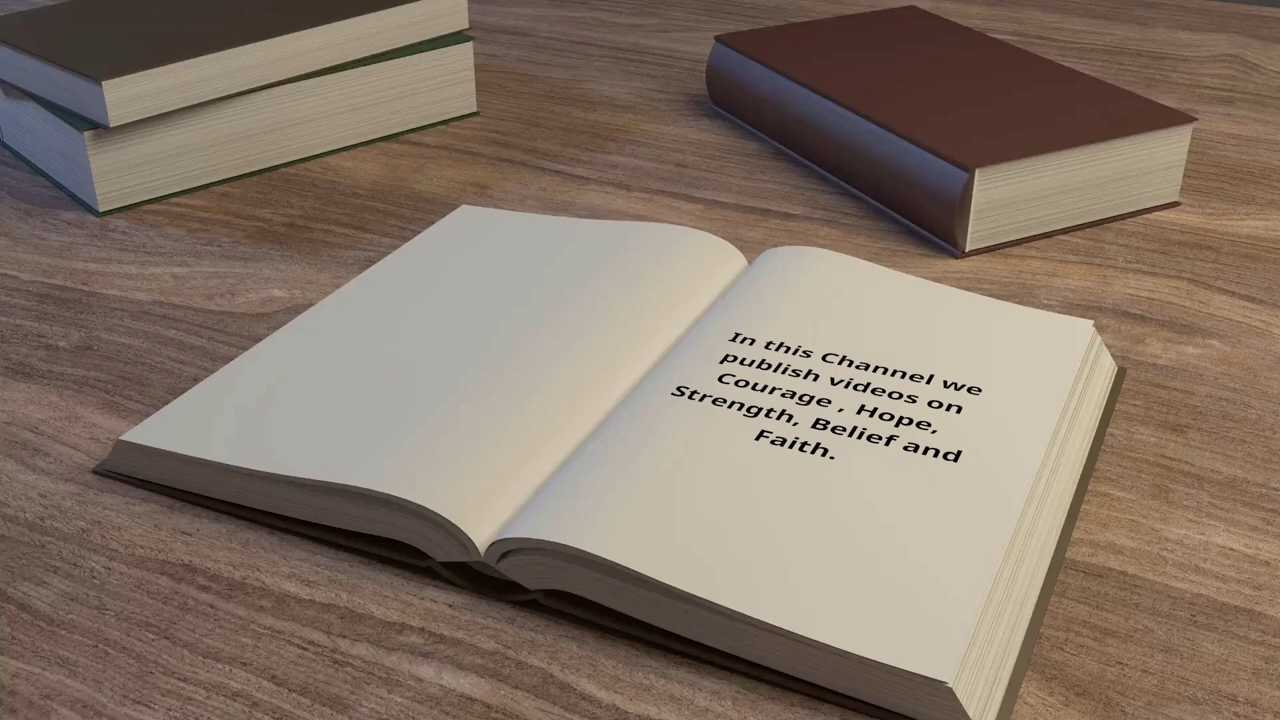 In this Channel we
publish videos on
Courage , Hope,
Strength, Belief and
Faith.